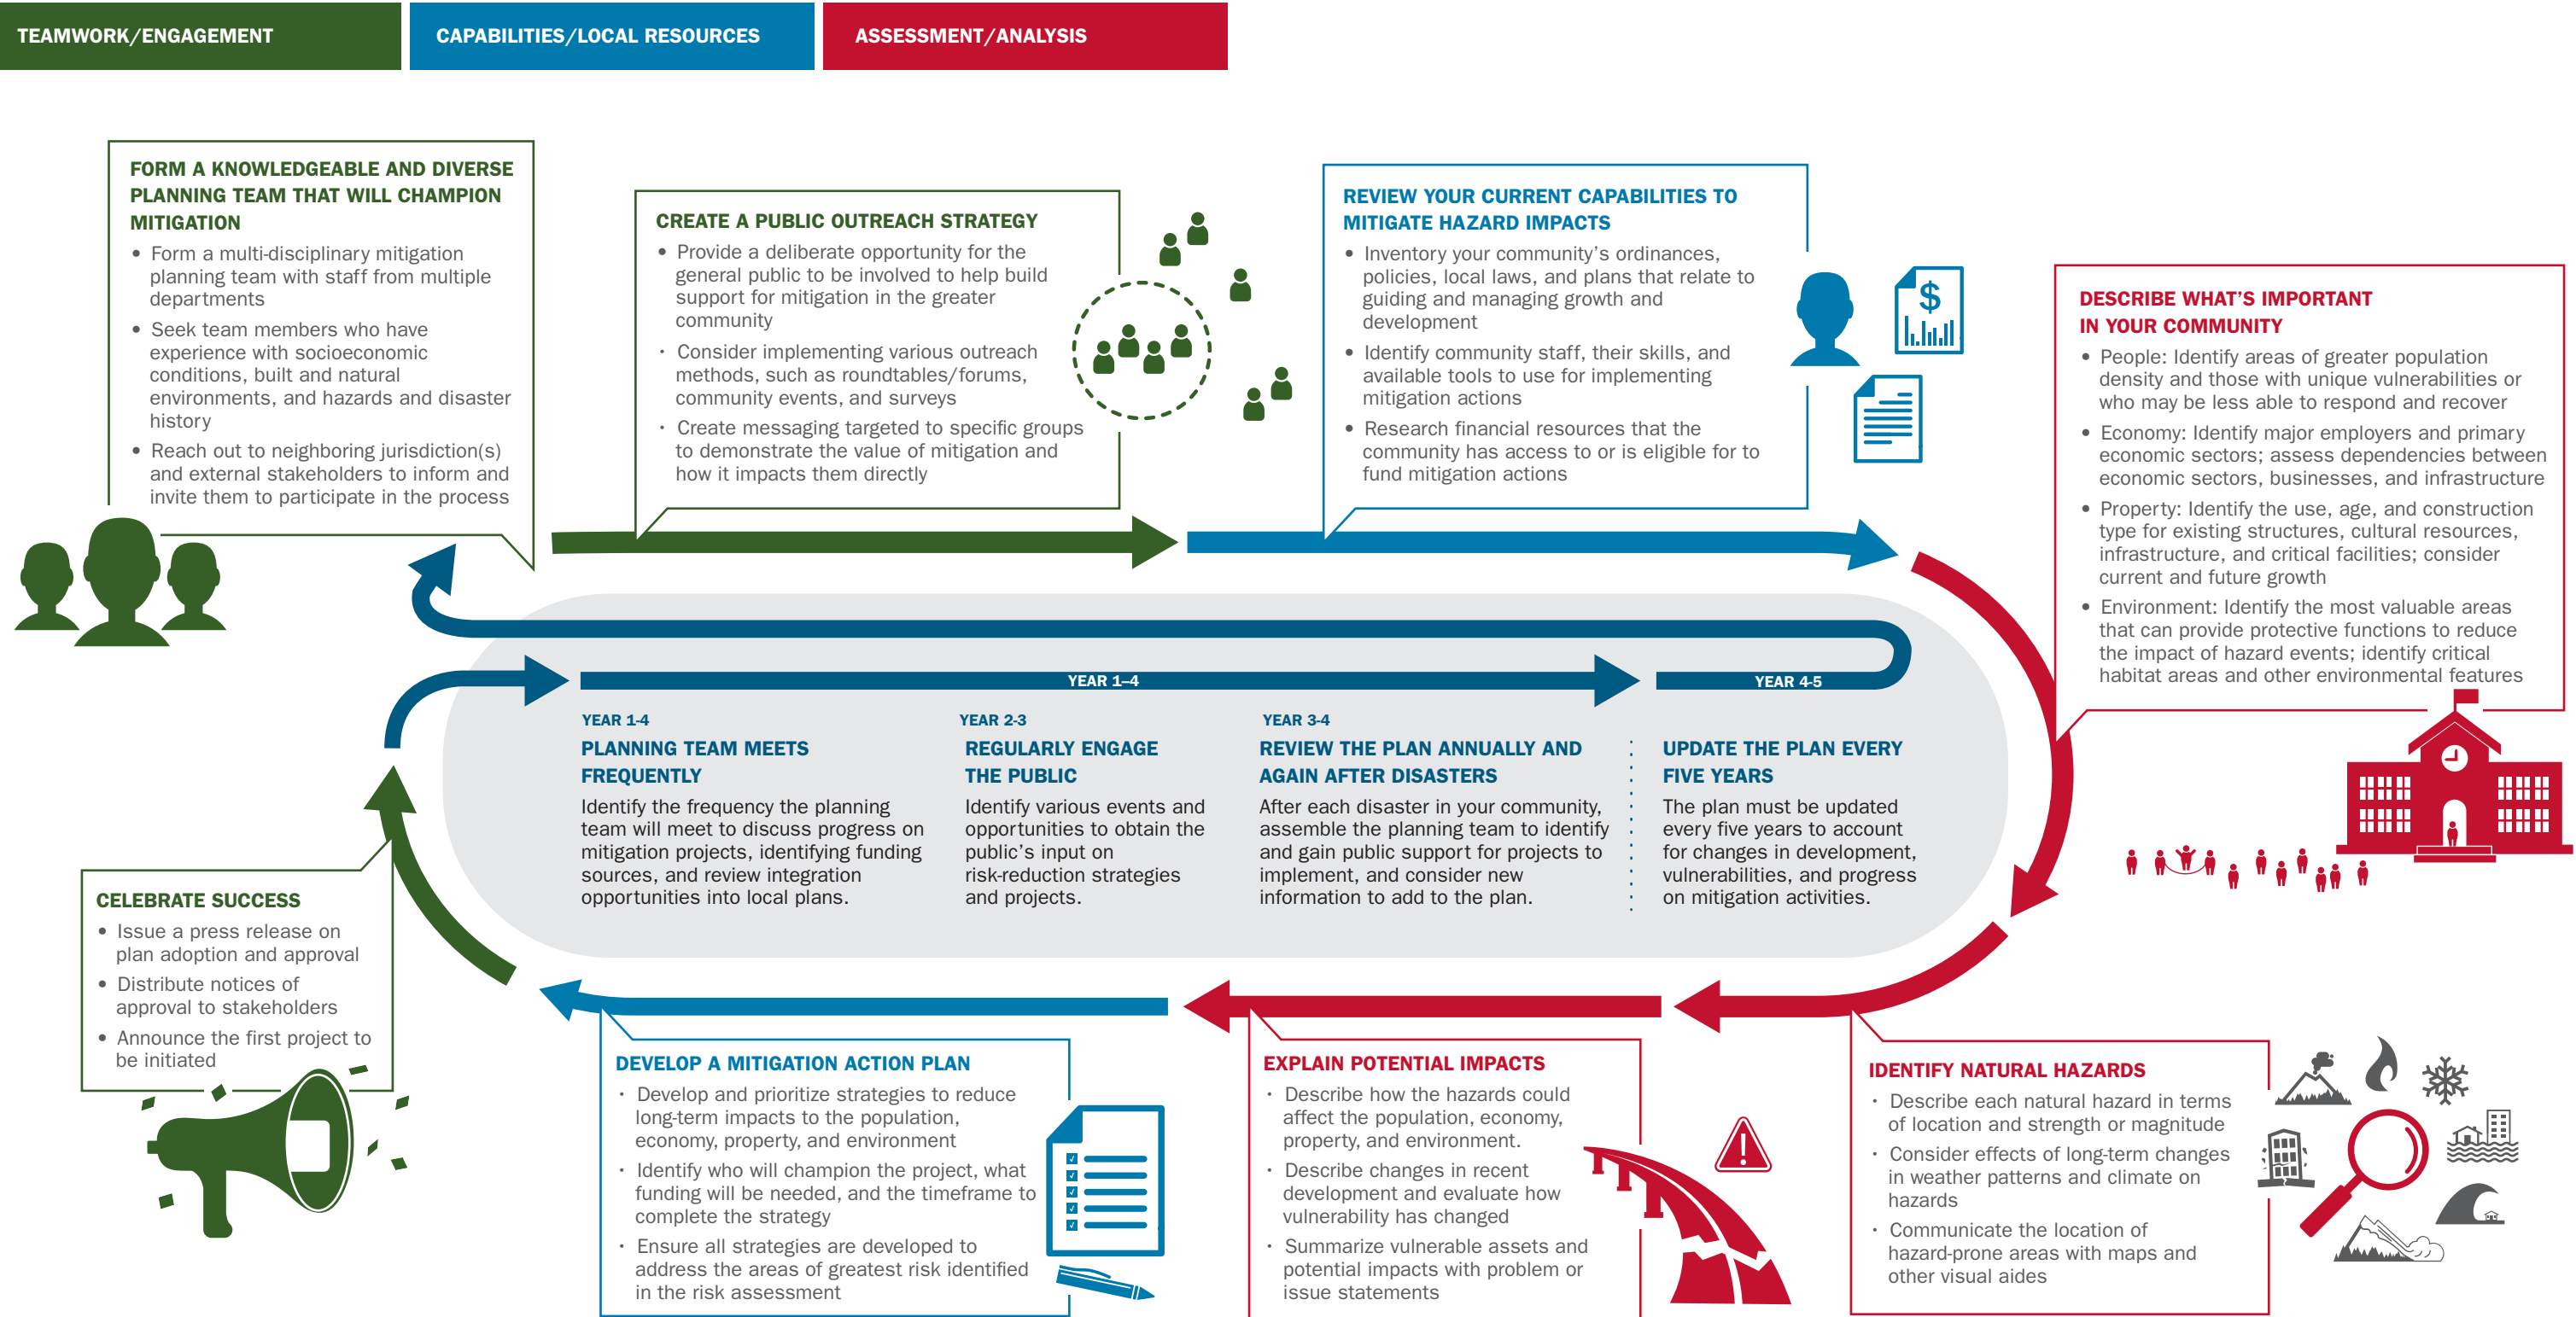 TEAMWORK/ENGAGEMENT
CAPABILITIES/LOCAL RESOURCES
ASSESSMENT/ANALYSIS
FORM A KNOWLEDGEABLE AND DIVERSE
PLANNING TEAM THAT WILL CHAMPION
MITIGATION
• Form a multi-disciplinary mitigation
planning team with staff from multiple
departments
• Seek team members who have
experience with socioeconomic
conditions, built and natural
environments, and hazards and disaster
history
• Reach out to neighboring jurisdiction(s)
and external stakeholders to inform and
invite them to participate in the process
CREATE A PUBLIC OUTREACH STRATEGY
• Provide a deliberate opportunity for the
general public to be involved to help build
support for mitigation in the greater
community
· Consider implementing various outreach
methods, such as roundtables/forums,
community events, and surveys
· Create messaging targeted to specific groups
to demonstrate the value of mitigation and
how it impacts them directly
REVIEW YOUR CURRENT CAPABILITIES TO
MITIGATE HAZARD IMPACTS
• Inventory your community's ordinances,
policies, local laws, and plans that relate to
guiding and managing growth and
development
• Identify community staff, their skills, and
available tools to use for implementing
mitigation actions
• Research financial resources that the
community has access to or is eligible for to
fund mitigation actions
$
DESCRIBE WHAT'S IMPORTANT
IN YOUR COMMUNITY
• People: Identify areas of greater population
density and those with unique vulnerabilities or
who may be less able to respond and recover
• Economy: Identify major employers and primary
economic sectors; assess dependencies between
economic sectors, businesses, and infrastructure
• Property: Identify the use, age, and construction
type for existing structures, cultural resources,
infrastructure, and critical facilities; consider
current and future growth
• Environment: Identify the most valuable areas
that can provide protective functions to reduce
the impact of hazard events; identify critical
habitat areas and other environmental features
YEAR 1–4
YEAR 4-5
YEAR 1-4
PLANNING TEAM MEETS
FREQUENTLY
Identify the frequency the planning
team will meet to discuss progress on
mitigation projects, identifying funding
sources, and review integration
opportunities into local plans.
YEAR 2-3
REGULARLY ENGAGE
THE PUBLIC
Identify various events and
opportunities to obtain the
public's input on
risk-reduction strategies
and projects.
YEAR 3-4
REVIEW THE PLAN ANNUALLY AND
AGAIN AFTER DISASTERS
After each disaster in your community,
assemble the planning team to identify
and gain public support for projects to
implement, and consider new
information to add to the plan.
UPDATE THE PLAN EVERY
FIVE YEARS
The plan must be updated
every five years to account
for changes in development,
vulnerabilities, and progress
on mitigation activities.
CELEBRATE SUCCESS
• Issue a press release on
plan adoption and approval
• Distribute notices of
approval to stakeholders
• Announce the first project to
be initiated
DEVELOP A MITIGATION ACTION PLAN
· Develop and prioritize strategies to reduce
long-term impacts to the population,
economy, property, and environment
· Identify who will champion the project, what
funding will be needed, and the timeframe to
complete the strategy
· Ensure all strategies are developed to
address the areas of greatest risk identified
in the risk assessment
EXPLAIN POTENTIAL IMPACTS
· Describe how the hazards could
affect the population, economy,
property, and environment.
· Describe changes in recent
development and evaluate how
vulnerability has changed
· Summarize vulnerable assets and
potential impacts with problem or
issue statements
!
IDENTIFY NATURAL HAZARDS
· Describe each natural hazard in terms
of location and strength or magnitude
· Consider effects of long-term changes
in weather patterns and climate on
hazards
· Communicate the location of
hazard-prone areas with maps and
other visual aides